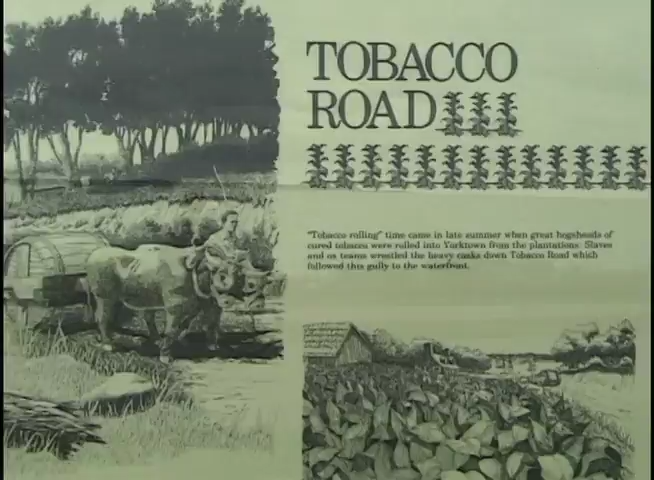 TOBACCO
ROAD
"Tobacco rolling" time came in late summer when great hogsheads of
cured tobacco were rolled into Yorktown from the plantations. Slaves
and ox teams wrestled the heavy casks down Tobacco Road which
followed this gully to the waterfront.